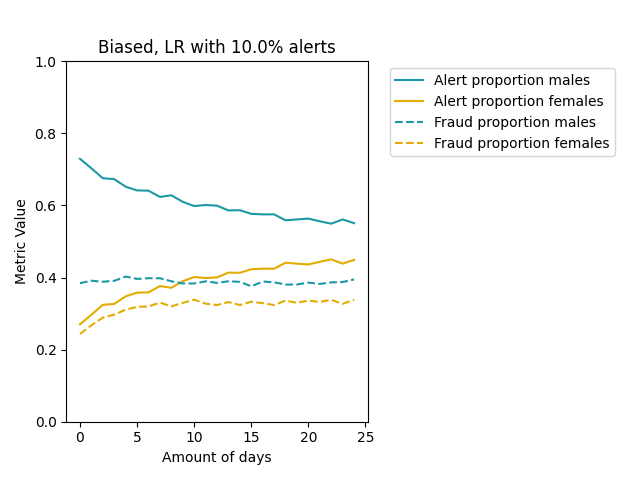 Biased, LR with 10.0% alerts
1.0
0.8
0.6
0.4
0.2
0.0
Metric Value
0 5 10 15 20 25
Amount of days
Alert proportion males
Alert proportion females
Fraud proportion males
Fraud proportion females